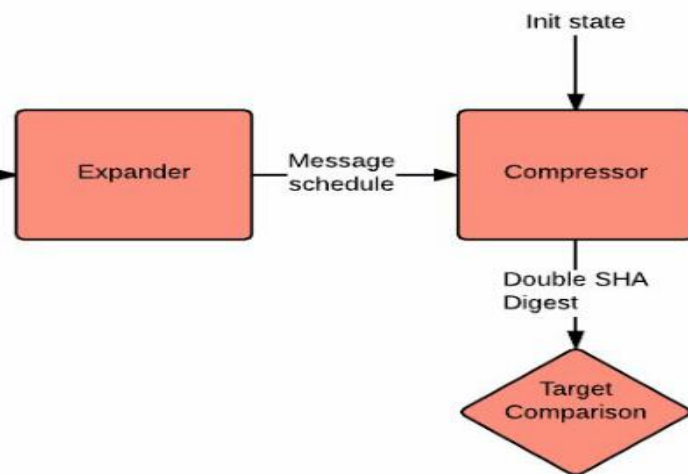 Init state
Expander
Message
schedule
Compressor
Double SHA
Digest
Target
Comparison